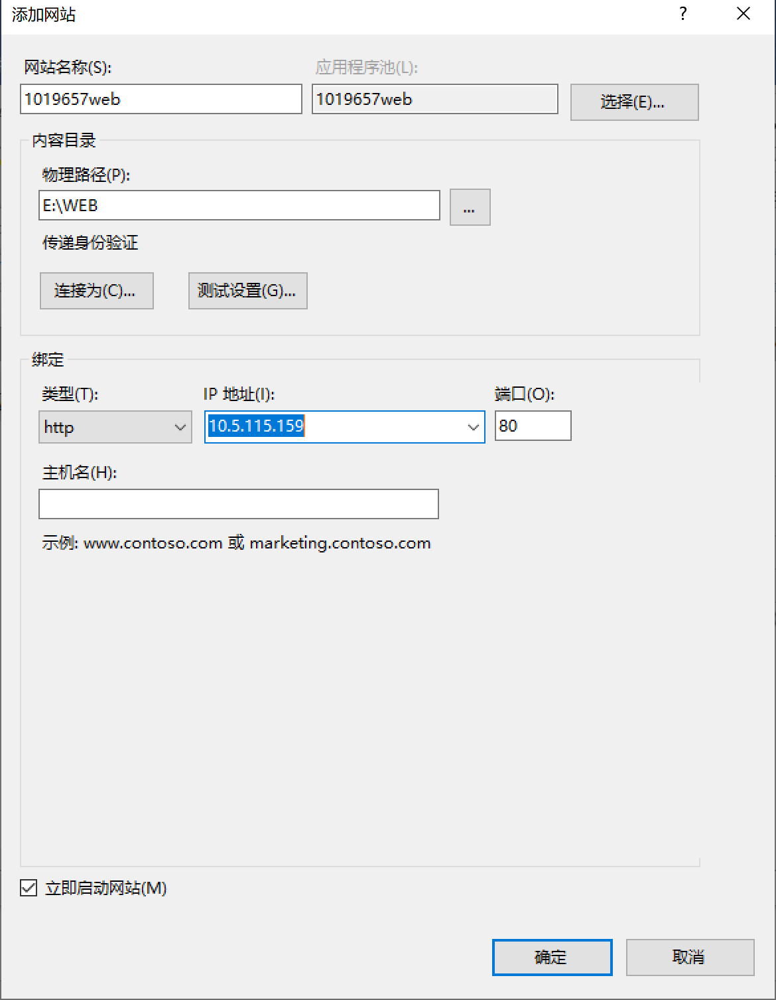 添加网站
网站名称(S):
应用程序池(L):
1019657web
1019657web
选择(E)...
内容目录
物理路径(P):
E:\WEB
...
传递身份验证
连接为(C)...
测试设置(G)...
绑定
类型(T):
IP 地址(I):
端口(O):
http
10.5.115.159
80
主机名(H):
示例: www.contoso.com 或 marketing.contoso.com
立即启动网站(M)
确定
取消